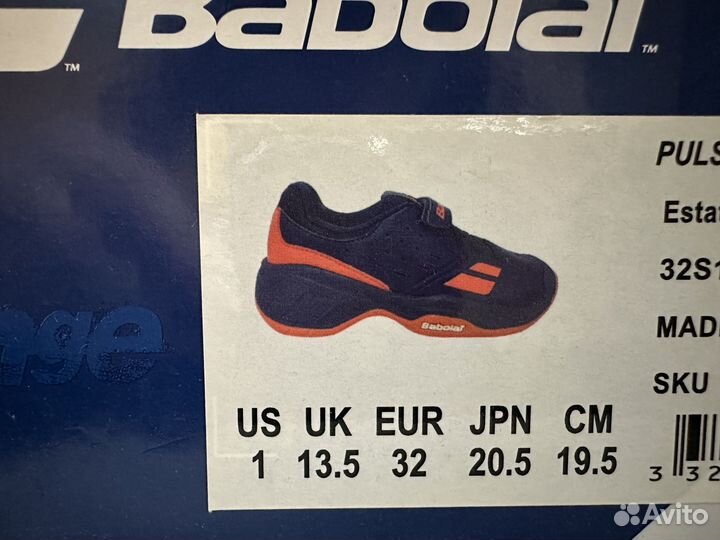 Babolat
TM
TM
PULS
Estat
32S1
MADE
SKU
nge
Babolat
US UK EUR JPN CM
1 13.5 32 20.5 19.5
3 32
Avito